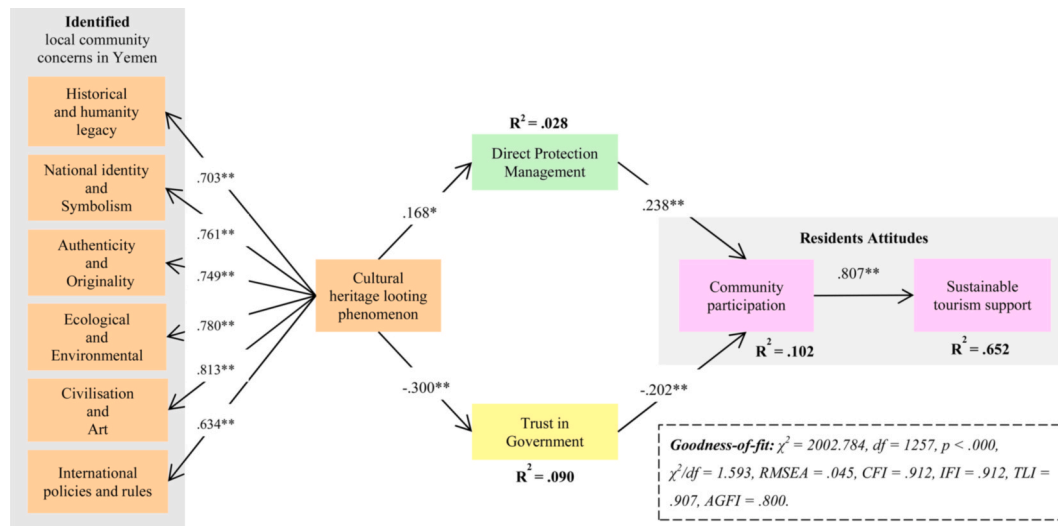 Identified
local community
concerns in Yemen
Historical
and humanity
legacy
National identity
and
Symbolism
Authenticity
and
Originality
Ecological
and
Environmental
Civilisation
and
Art
International
policies and rules
.703**
.761**
.749**
.780**
.813**
.634**
Cultural
heritage looting
phenomenon
.168*
-.300**
R² = .028
Direct Protection
Management
Trust in
Government
R² = .090
.238**
-.202**
Residents Attitudes
Community
participation
R² = .102
.807**
Sustainable
tourism support
R² = .652
Goodness-of-fit: χ² = 2002.784, df = 1257, p < .000,
χ²/df = 1.593, RMSEA = .045, CFI = .912, IFI = .912, TLI =
.907, AGFI = .800.